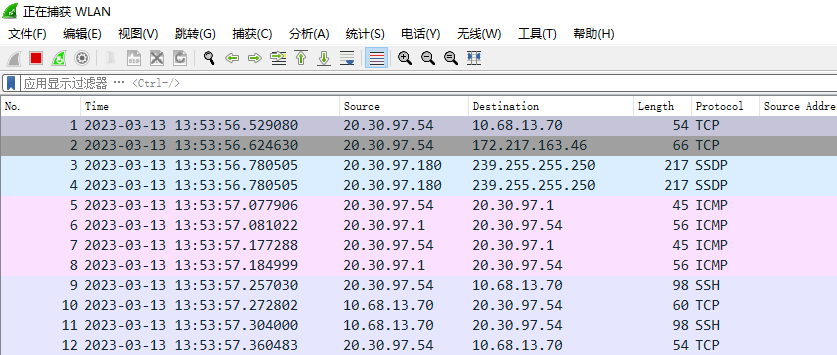 正在捕获 WLAN
文件(F) 编辑(E) 视图(V) 跳转(G) 捕获(C) 分析(A) 统计(S) 电话(Y) 无线(W) 工具(T) 帮助(H)
应用显示过滤器 … <Ctrl-/>
No. Time Source Destination Length Protocol Source Addre
1 2023-03-13 13:53:56.529080 20.30.97.54 10.68.13.70 54 TCP
2 2023-03-13 13:53:56.624630 20.30.97.54 172.217.163.46 66 TCP
3 2023-03-13 13:53:56.780505 20.30.97.180 239.255.255.250 217 SSDP
4 2023-03-13 13:53:56.780505 20.30.97.180 239.255.255.250 217 SSDP
5 2023-03-13 13:53:57.077906 20.30.97.54 20.30.97.1 45 ICMP
6 2023-03-13 13:53:57.081022 20.30.97.1 20.30.97.54 56 ICMP
7 2023-03-13 13:53:57.177288 20.30.97.54 20.30.97.1 45 ICMP
8 2023-03-13 13:53:57.184999 20.30.97.1 20.30.97.54 56 ICMP
9 2023-03-13 13:53:57.257030 20.30.97.54 10.68.13.70 98 SSH
10 2023-03-13 13:53:57.272802 10.68.13.70 20.30.97.54 60 TCP
11 2023-03-13 13:53:57.304000 10.68.13.70 20.30.97.54 98 SSH
12 2023-03-13 13:53:57.360483 20.30.97.54 10.68.13.70 54 TCP